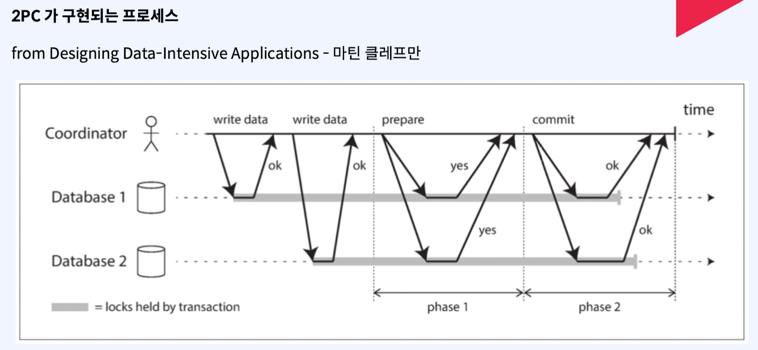 2PC 가 구현되는 프로세스
from Designing Data-Intensive Applications - 마틴 클레프만
write data write data prepare commit time
Coordinator
ok ok yes ok
Database 1
yes ok
Database 2
= locks held by transaction phase 1 phase 2